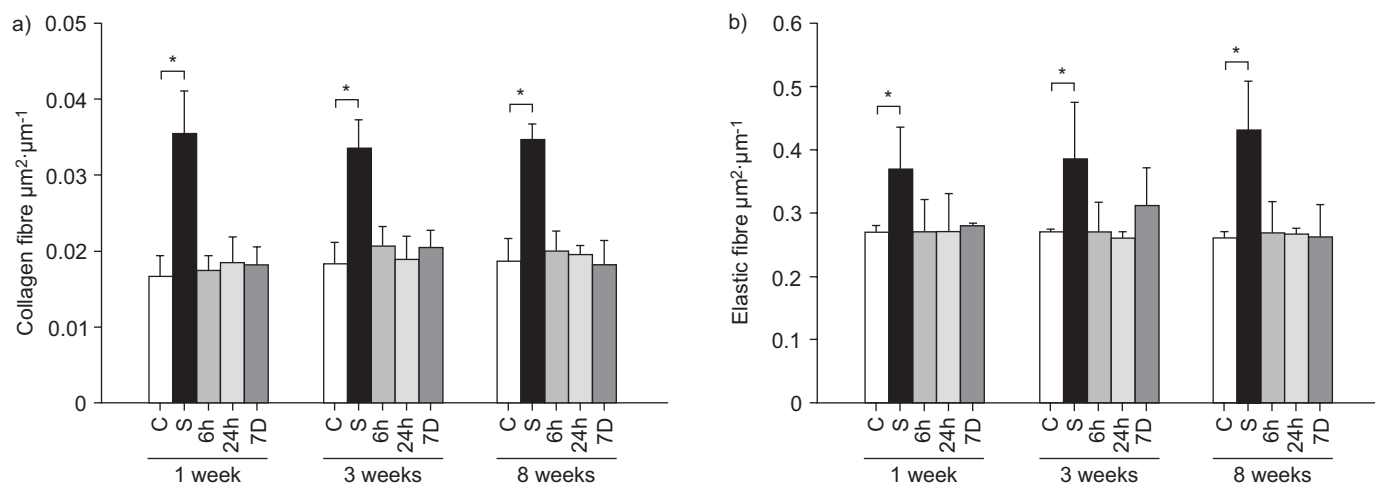 a)
Collagen fibre µm²·µm⁻¹
0.05
0.04
0.03
0.02
0.01
0
*
*
*
C S 6h 24h 7D C S 6h 24h 7D C S 6h 24h 7D
1 week 3 weeks 8 weeks
b)
Elastic fibre µm²·µm⁻¹
0.6
0.5
0.4
0.3
0.2
0.1
0
*
*
*
C S 6h 24h 7D C S 6h 24h 7D C S 6h 24h 7D
1 week 3 weeks 8 weeks